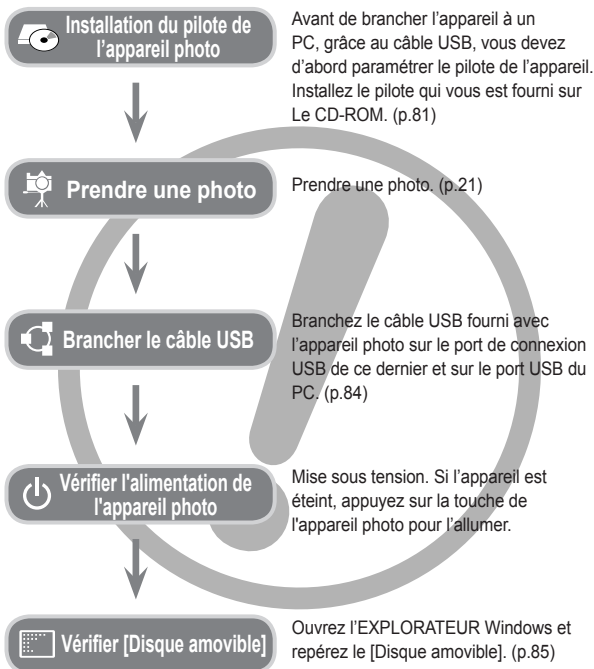 Installation du pilote de
l'appareil photo
Avant de brancher l’appareil à un
PC, grâce au câble USB, vous devez
d’abord paramétrer le pilote de l’appareil.
Installez le pilote qui vous est fourni sur
Le CD-ROM. (p.81)
Prendre une photo
Prendre une photo. (p.21)
Brancher le câble USB
Branchez le câble USB fourni avec
l’appareil photo sur le port de connexion
USB de ce dernier et sur le port USB du
PC. (p.84)
Vérifier l'alimentation de
l'appareil photo
Mise sous tension. Si l’appareil est
éteint, appuyez sur la touche de
l'appareil photo pour l’allumer.
Vérifier [Disque amovible]
Ouvrez l’EXPLORATEUR Windows et
repérez le [Disque amovible]. (p.85)